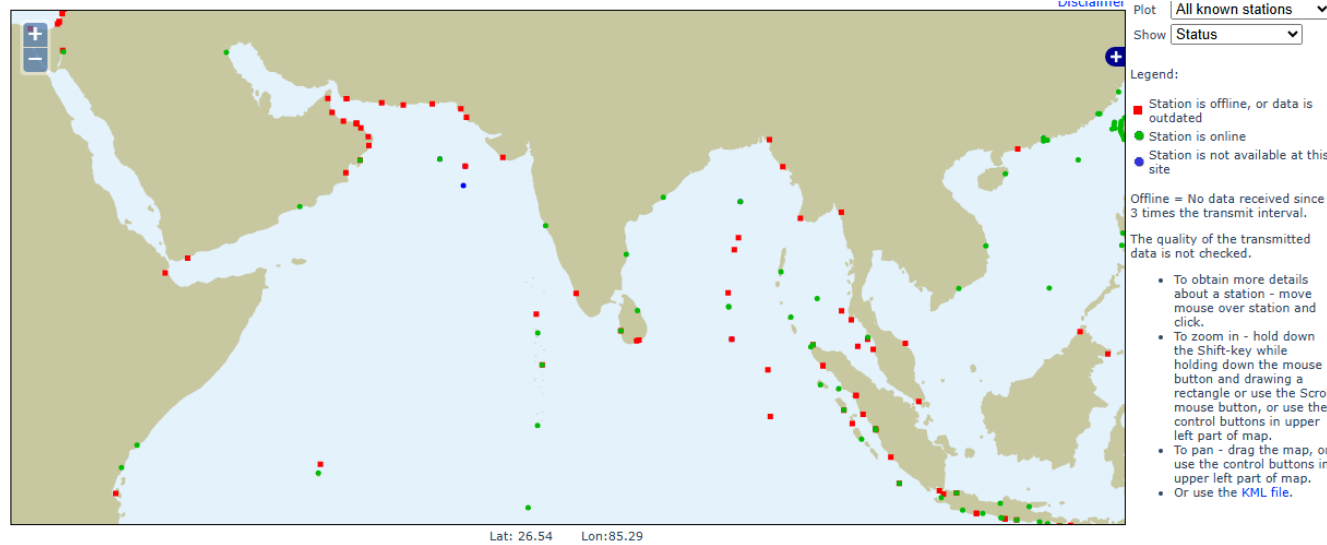 Disclaimer
Plot All known stations
Show Status
Legend:
Station is offline, or data is
outdated
Station is online
Station is not available at this
site
Offline = No data received since
3 times the transmit interval.
The quality of the transmitted
data is not checked.
• To obtain more details
about a station - move
mouse over station and
click.
• To zoom in - hold down
the Shift-key while
holding down the mouse
button and drawing a
rectangle or use the Scro
mouse button, or use the
control buttons in upper
left part of map.
• To pan - drag the map, or
use the control buttons in
upper left part of map.
• Or use the KML file.
+
−
+
Lat: 26.54 Lon:85.29